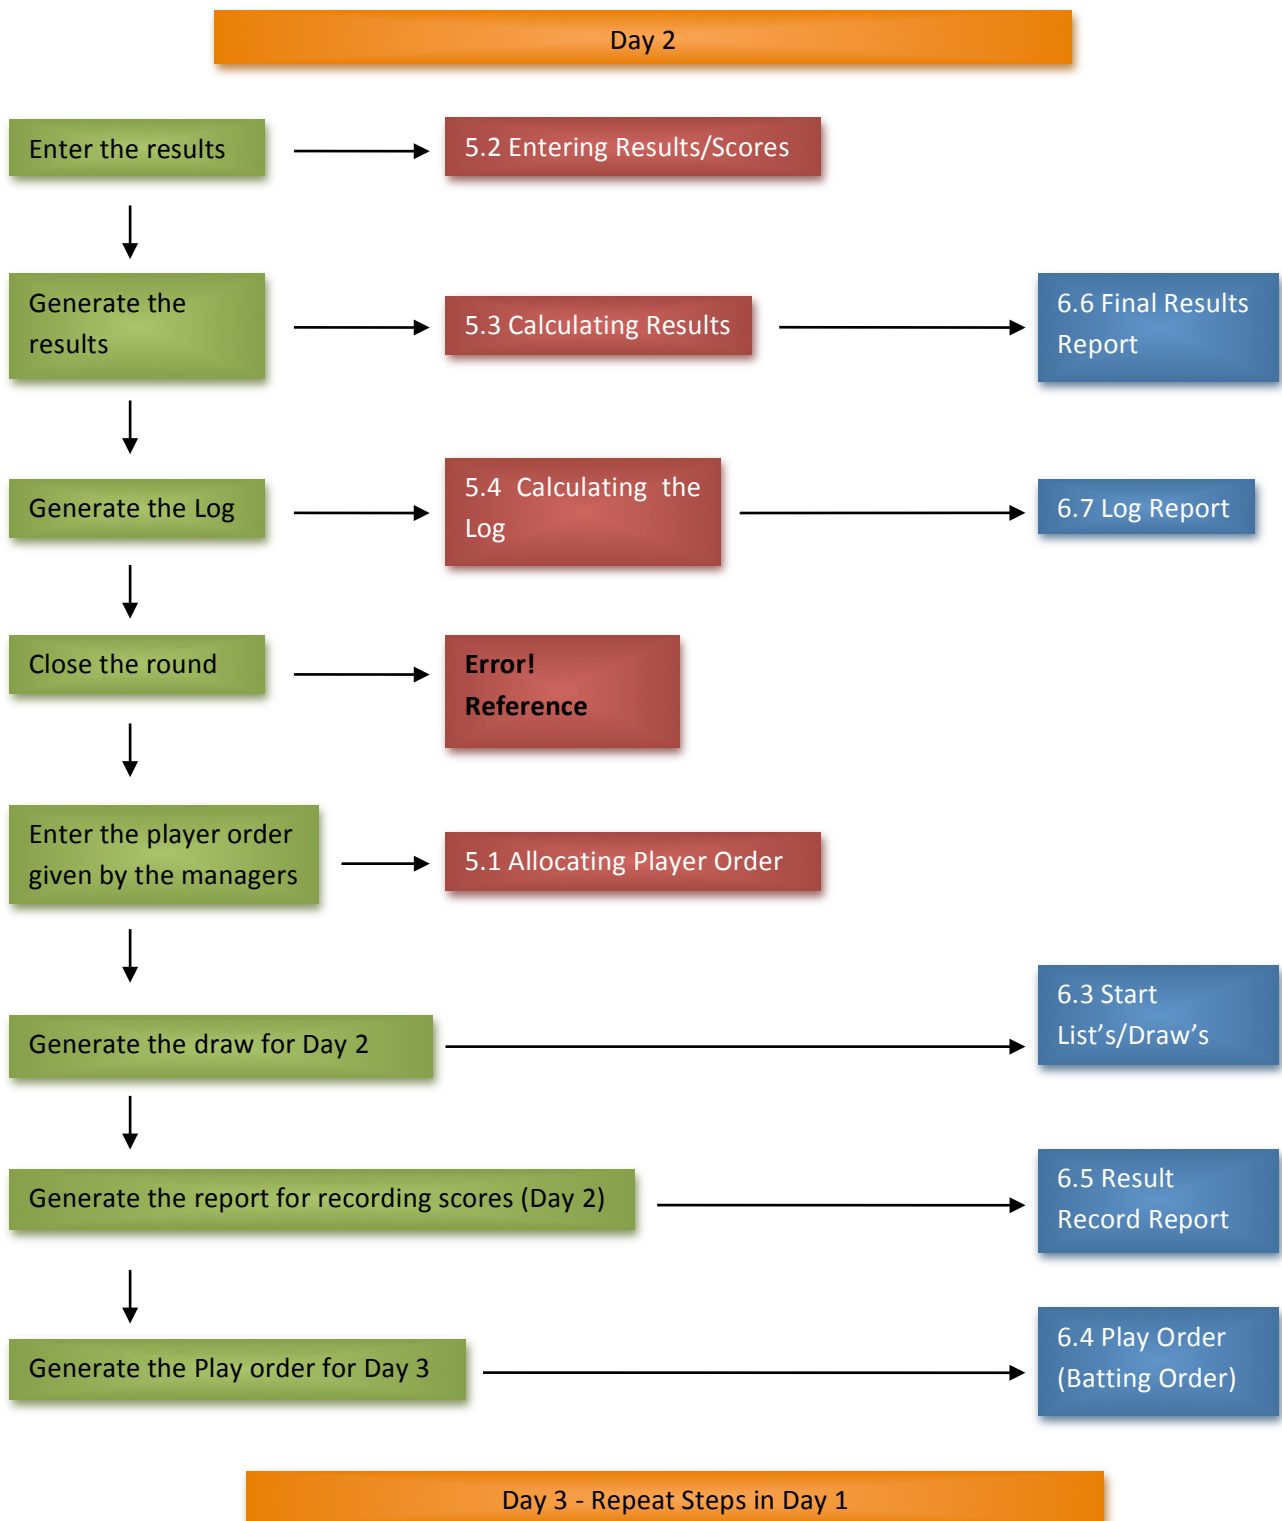 Day 2
Enter the results
5.2 Entering Results/Scores
Generate the
results
5.3 Calculating Results
6.6 Final Results
Report
Generate the Log
5.4 Calculating the
Log
6.7 Log Report
Close the round
Error!
Reference
Enter the player order
given by the managers
5.1 Allocating Player Order
Generate the draw for Day 2
6.3 Start
List’s/Draw’s
Generate the report for recording scores (Day 2)
6.5 Result
Record Report
Generate the Play order for Day 3
6.4 Play Order
(Batting Order)
Day 3 - Repeat Steps in Day 1